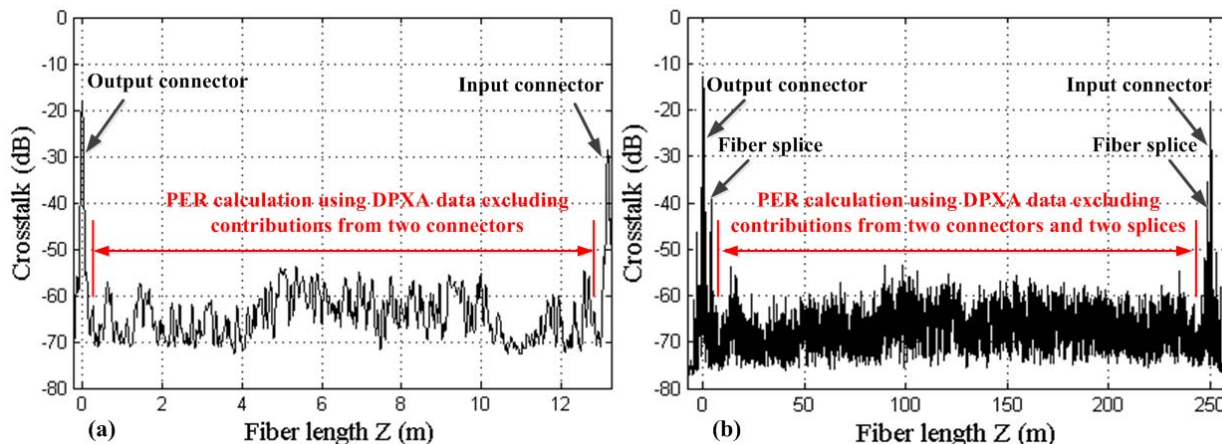 0
-10
-20
-30
-40
-50
-60
-70
-80
Crosstalk (dB)
Output connector
Input connector
PER calculation using DPXA data excluding
contributions from two connectors
0 2 4 6 8 10 12
(a)
Fiber length Z (m)
0
-10
-20
-30
-40
-50
-60
-70
-80
Crosstalk (dB)
Output connector
Input connector
Fiber splice
Fiber splice
PER calculation using DPXA data excluding
contributions from two connectors and two splices
0 50 100 150 200 250
(b)
Fiber length Z (m)